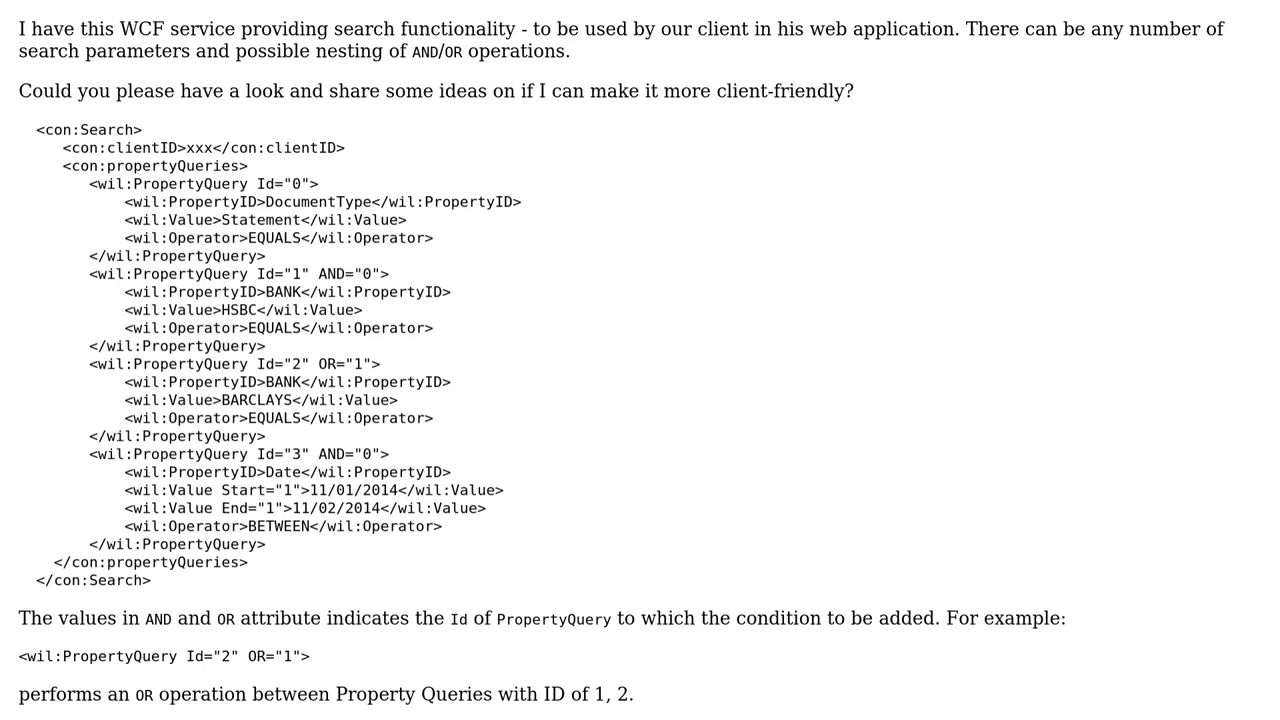 I have this WCF service providing search functionality - to be used by our client in his web application. There can be any number of
search parameters and possible nesting of AND/OR operations.
Could you please have a look and share some ideas on if I can make it more client-friendly?
<con:Search>
<con:clientID>xxx</con:clientID>
<con:propertyQueries>
<wil:PropertyQuery Id="0">
<wil:PropertyID>DocumentType</wil:PropertyID>
<wil:Value>Statement</wil:Value>
<wil:Operator>EQUALS</wil:Operator>
</wil:PropertyQuery>
<wil:PropertyQuery Id="1" AND="0">
<wil:PropertyID>BANK</wil:PropertyID>
<wil:Value>HSBC</wil:Value>
<wil:Operator>EQUALS</wil:Operator>
</wil:PropertyQuery>
<wil:PropertyQuery Id="2" OR="1">
<wil:PropertyID>BANK</wil:PropertyID>
<wil:Value>BARCLAYS</wil:Value>
<wil:Operator>EQUALS</wil:Operator>
</wil:PropertyQuery>
<wil:PropertyQuery Id="3" AND="0">
<wil:PropertyID>Date</wil:PropertyID>
<wil:Value Start="1">11/01/2014</wil:Value>
<wil:Value End="1">11/02/2014</wil:Value>
<wil:Operator>BETWEEN</wil:Operator>
</wil:PropertyQuery>
</con:propertyQueries>
</con:Search>
The values in AND and OR attribute indicates the Id of PropertyQuery to which the condition to be added. For example:
<wil:PropertyQuery Id="2" OR="1">
performs an OR operation between Property Queries with ID of 1, 2.